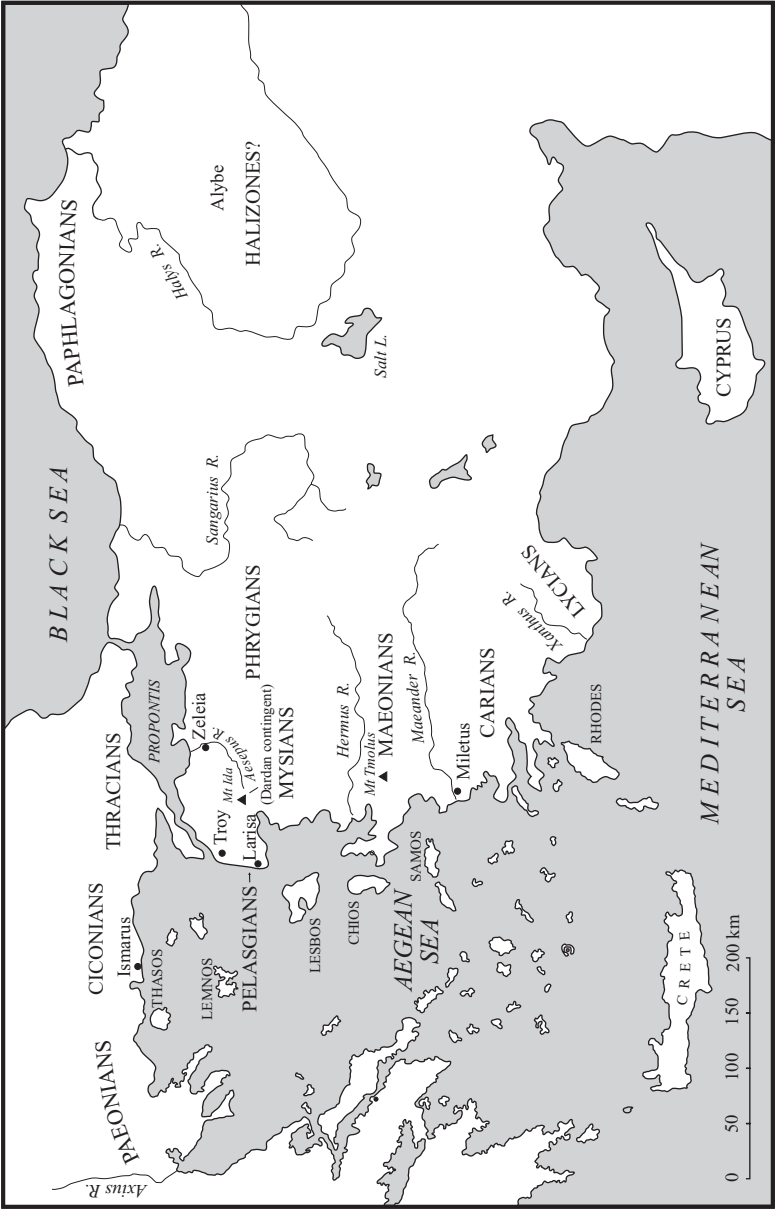 BLACK SEA
PAPHLAGONIANS
Halys R.
Alybe
HALIZONES?
Salt L.
Sangarius R.
PROPONTIS
THRACIANS
CICONIANS
Ismarus
PAEONIANS
Axius R.
THASOS
LEMNOS
Troy
Zeleia
Mt Ida
Aesepus R.
Larisa
PELASGIANS→
(Dardan contingent)
MYSIANS
PHRYGIANS
LESBOS
CHIOS
Hermus R.
Mt Tmolus
MAEONIANS
Maeander R.
SAMOS
AEGEAN
SEA
Miletus
CARIANS
Xanthus R.
LYCIANS
RHODES
CYPRUS
MEDITERRANEAN
SEA
CRETE
0 50 100 150 200 km